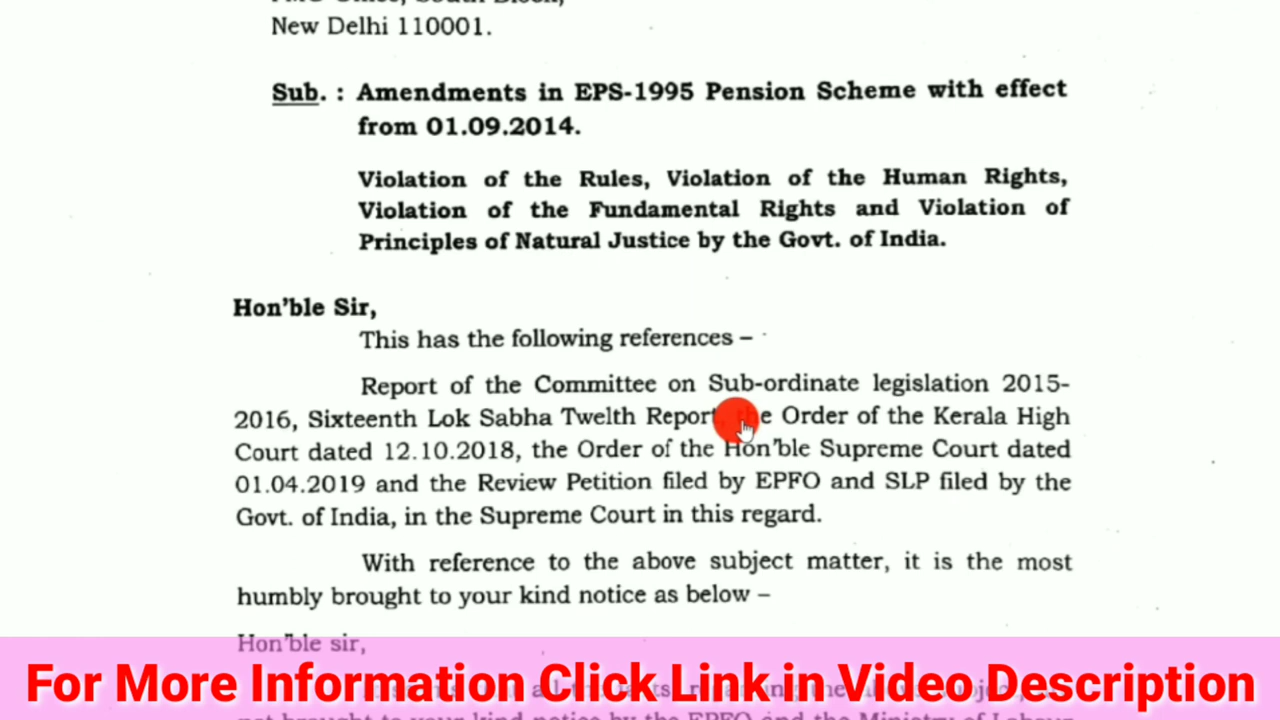 New Delhi 110001.
Sub. : Amendments in EPS-1995 Pension Scheme with effect
from 01.09.2014.
Violation of the Rules, Violation of the Human Rights,
Violation of the Fundamental Rights and Violation of
Principles of Natural Justice by the Govt. of India.
Hon'ble Sir,
This has the following references –
Report of the Committee on Sub-ordinate legislation 2015-
2016, Sixteenth Lok Sabha Twelth Report, the Order of the Kerala High
Court dated 12.10.2018, the Order of the Hon'ble Supreme Court dated
01.04.2019 and the Review Petition filed by EPFO and SLP filed by the
Govt. of India, in the Supreme Court in this regard.
With reference to the above subject matter, it is the most
humbly brought to your kind notice as below –
Hon'ble sir,
For More Information Click Link in Video Description